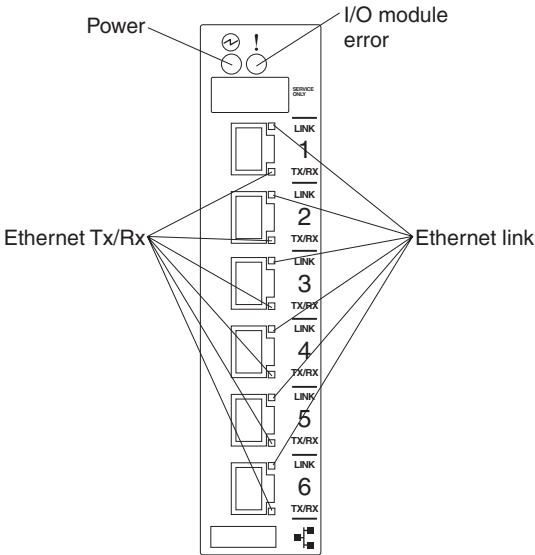 Power
I/O module
error
!
SERVICE
ONLY
LINK
1
TX/RX
LINK
2
TX/RX
Ethernet Tx/Rx
Ethernet link
LINK
3
TX/RX
LINK
4
TX/RX
LINK
5
TX/RX
LINK
6
TX/RX